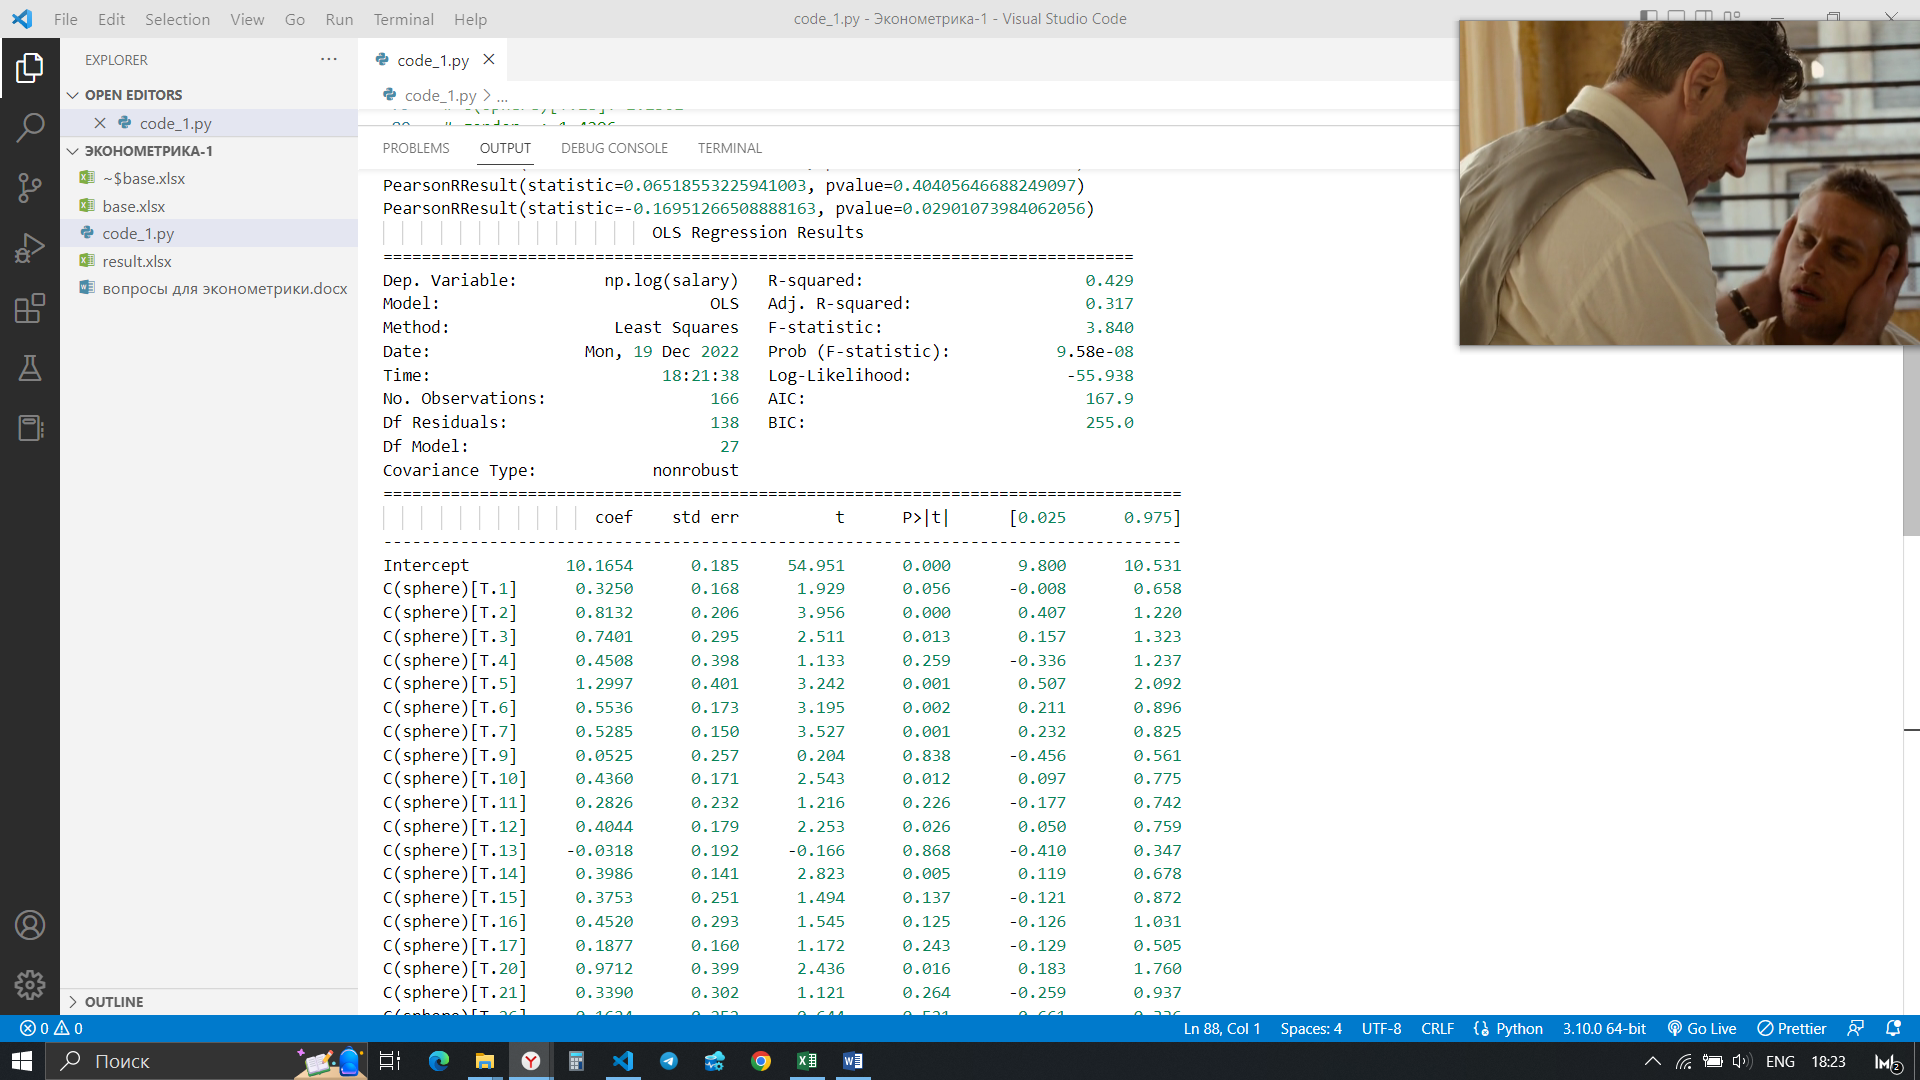 File Edit Selection View Go Run Terminal Help
code_1.py - Эконометрика-1 - Visual Studio Code
EXPLORER
OPEN EDITORS
code_1.py
ЭКОНОМЕТРИКА-1
~$base.xlsx
base.xlsx
code_1.py
result.xlsx
вопросы для эконометрики.docx
OUTLINE
code_1.py
code_1.py > ...
PROBLEMS OUTPUT DEBUG CONSOLE TERMINAL
PearsonRResult(statistic=0.06518553225941003, pvalue=0.40405646688249097)
PearsonRResult(statistic=-0.16951266508888163, pvalue=0.02901073984062056)
OLS Regression Results
==============================================================================
Dep. Variable: np.log(salary) R-squared: 0.429
Model: OLS Adj. R-squared: 0.317
Method: Least Squares F-statistic: 3.840
Date: Mon, 19 Dec 2022 Prob (F-statistic): 9.58e-08
Time: 18:21:38 Log-Likelihood: -55.938
No. Observations: 166 AIC: 167.9
Df Residuals: 138 BIC: 255.0
Df Model: 27
Covariance Type: nonrobust
===================================================================================
coef std err t P>|t| [0.025 0.975]
-----------------------------------------------------------------------------------
Intercept 10.1654 0.185 54.951 0.000 9.800 10.531
C(sphere)[T.1] 0.3250 0.168 1.929 0.056 -0.008 0.658
C(sphere)[T.2] 0.8132 0.206 3.956 0.000 0.407 1.220
C(sphere)[T.3] 0.7401 0.295 2.511 0.013 0.157 1.323
C(sphere)[T.4] 0.4508 0.398 1.133 0.259 -0.336 1.237
C(sphere)[T.5] 1.2997 0.401 3.242 0.001 0.507 2.092
C(sphere)[T.6] 0.5536 0.173 3.195 0.002 0.211 0.896
C(sphere)[T.7] 0.5285 0.150 3.527 0.001 0.232 0.825
C(sphere)[T.9] 0.0525 0.257 0.204 0.838 -0.456 0.561
C(sphere)[T.10] 0.4360 0.171 2.543 0.012 0.097 0.775
C(sphere)[T.11] 0.2826 0.232 1.216 0.226 -0.177 0.742
C(sphere)[T.12] 0.4044 0.179 2.253 0.026 0.050 0.759
C(sphere)[T.13] -0.0318 0.192 -0.166 0.868 -0.410 0.347
C(sphere)[T.14] 0.3986 0.141 2.823 0.005 0.119 0.678
C(sphere)[T.15] 0.3753 0.251 1.494 0.137 -0.121 0.872
C(sphere)[T.16] 0.4520 0.293 1.545 0.125 -0.126 1.031
C(sphere)[T.17] 0.1877 0.160 1.172 0.243 -0.129 0.505
C(sphere)[T.20] 0.9712 0.399 2.436 0.016 0.183 1.760
C(sphere)[T.21] 0.3390 0.302 1.121 0.264 -0.259 0.937
0 0 Ln 88, Col 1 Spaces: 4 UTF-8 CRLF Python 3.10.0 64-bit Go Live Prettier
Поиск ENG 18:23